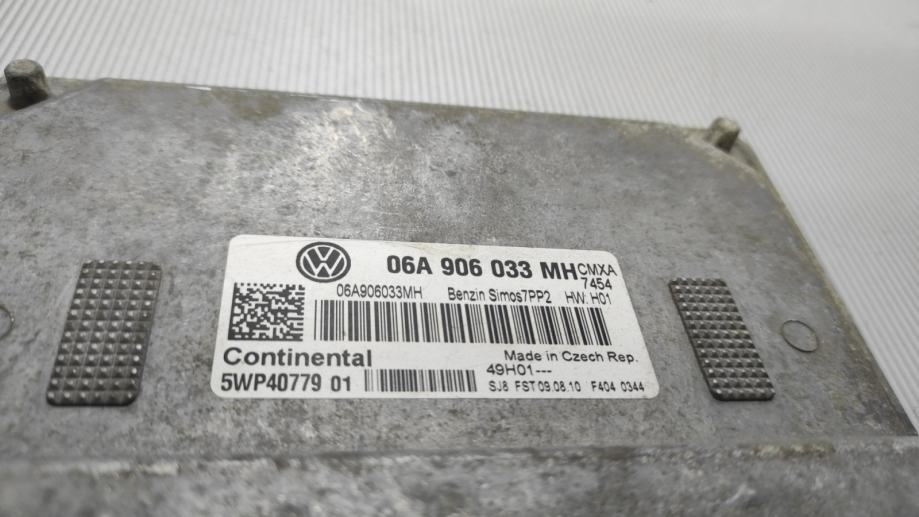 06A 906 033 MH CMXA
7454
06A906033MH Benzin Simos7PP2 HW:H01
Continental Made in Czech Rep.
49H01---
5WP40779 01 SJ8 FST 09.08.10 F404 0344